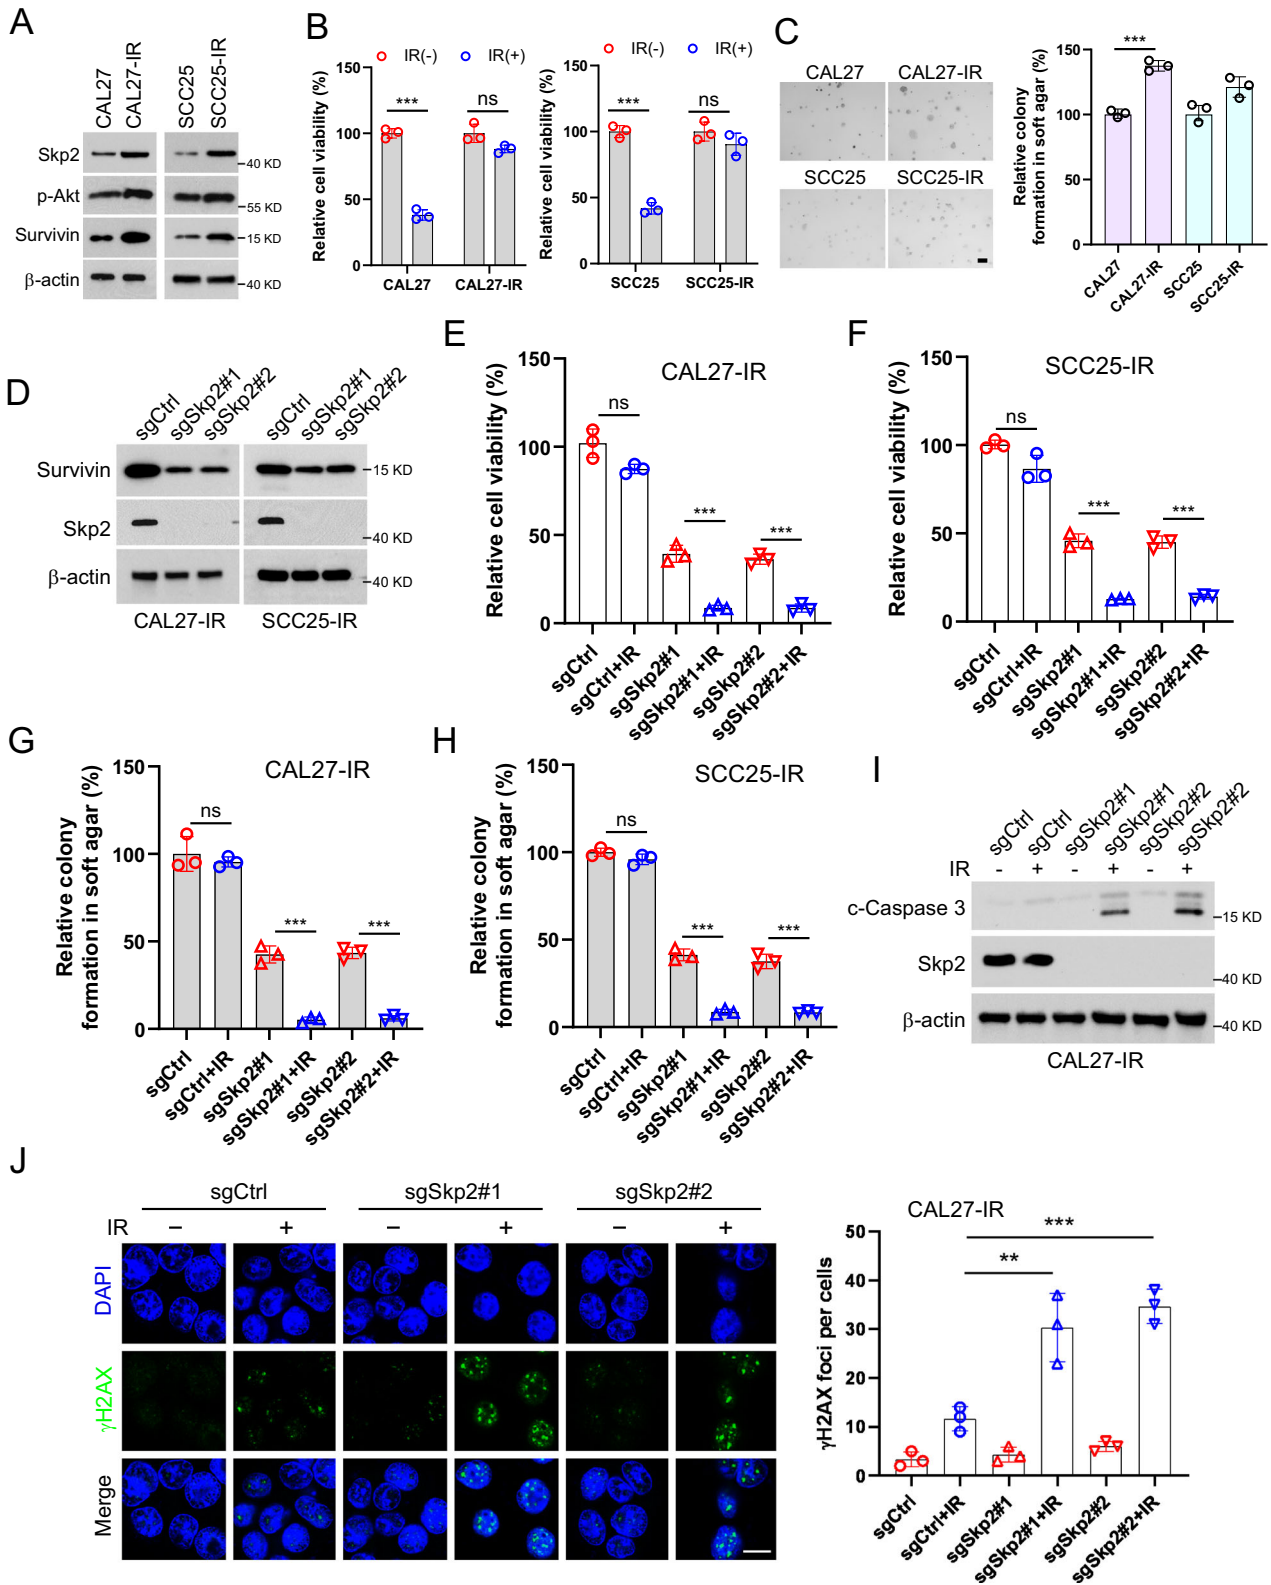 A
CAL27
CAL27-IR
SCC25
SCC25-IR
Skp2
40 KD
p-Akt
55 KD
Survivin
15 KD
β-actin
40 KD
B
IR(-) IR(+)
Relative cell viability (%)
150
100
50
0
*** ns
CAL27 CAL27-IR
IR(-) IR(+)
Relative cell viability (%)
150
100
50
0
*** ns
SCC25 SCC25-IR
C
CAL27 CAL27-IR
SCC25 SCC25-IR
Relative colony
formation in soft agar (%)
150
100
50
0
***
CAL27
CAL27-IR
SCC25
SCC25-IR
D
sgCtrl
sgSkp2#1
sgSkp2#2
sgCtrl
sgSkp2#1
sgSkp2#2
Survivin
15 KD
Skp2
40 KD
β-actin
40 KD
CAL27-IR SCC25-IR
E
CAL27-IR
Relative cell viability (%)
150
100
50
0
ns
***
***
sgCtrl
sgCtrl+IR
sgSkp2#1
sgSkp2#1+IR
sgSkp2#2
sgSkp2#2+IR
F
SCC25-IR
Relative cell viability (%)
150
100
50
0
ns
***
***
sgCtrl
sgCtrl+IR
sgSkp2#1
sgSkp2#1+IR
sgSkp2#2
sgSkp2#2+IR
G
CAL27-IR
Relative colony
formation in soft agar (%)
150
100
50
0
ns
***
***
sgCtrl
sgCtrl+IR
sgSkp2#1
sgSkp2#1+IR
sgSkp2#2
sgSkp2#2+IR
H
SCC25-IR
Relative colony
formation in soft agar (%)
150
100
50
0
ns
***
***
sgCtrl
sgCtrl+IR
sgSkp2#1
sgSkp2#1+IR
sgSkp2#2
sgSkp2#2+IR
I
sgCtrl
sgCtrl
sgSkp2#1
sgSkp2#1
sgSkp2#2
sgSkp2#2
IR - + - + - +
c-Caspase 3
15 KD
Skp2
40 KD
β-actin
40 KD
CAL27-IR
J
sgCtrl sgSkp2#1 sgSkp2#2
IR − + − + − +
DAPI
γH2AX
Merge
CAL27-IR
γH2AX foci per cells
50
40
30
20
10
0
***
**
sgCtrl
sgCtrl+IR
sgSkp2#1
sgSkp2#1+IR
sgSkp2#2
sgSkp2#2+IR